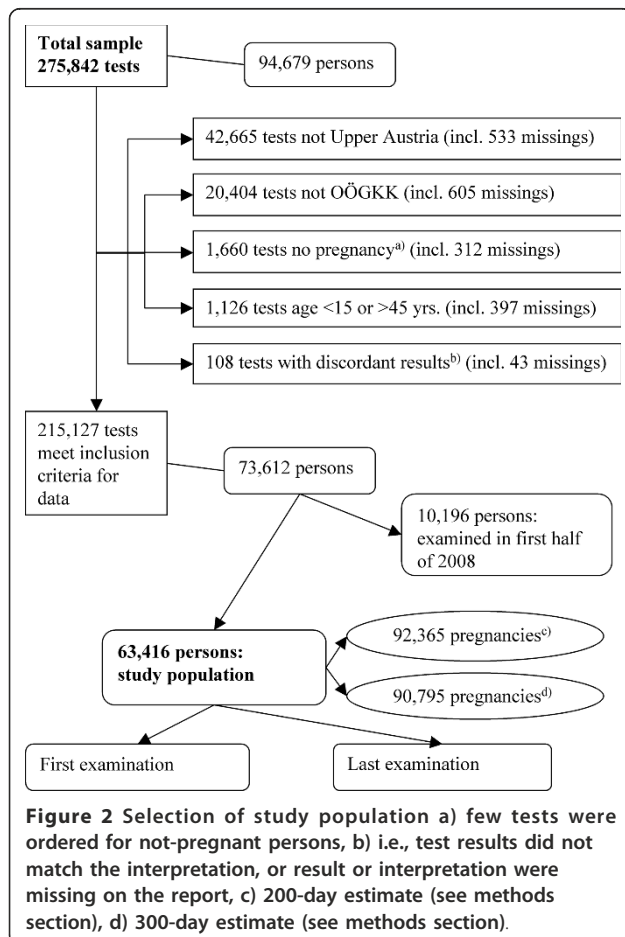 Total sample
275,842 tests
94,679 persons
42,665 tests not Upper Austria (incl. 533 missings)
20,404 tests not OÖGKK (incl. 605 missings)
1,660 tests no pregnancy a) (incl. 312 missings)
1,126 tests age <15 or >45 yrs. (incl. 397 missings)
108 tests with discordant results b) (incl. 43 missings)
215,127 tests
meet inclusion
criteria for
data
73,612 persons
10,196 persons:
examined in first half
of 2008
63,416 persons:
study population
92,365 pregnancies c)
90,795 pregnancies d)
First examination
Last examination
Figure 2 Selection of study population a) few tests were
ordered for not-pregnant persons, b) i.e., test results did not
match the interpretation, or result or interpretation were
missing on the report, c) 200-day estimate (see methods
section), d) 300-day estimate (see methods section).